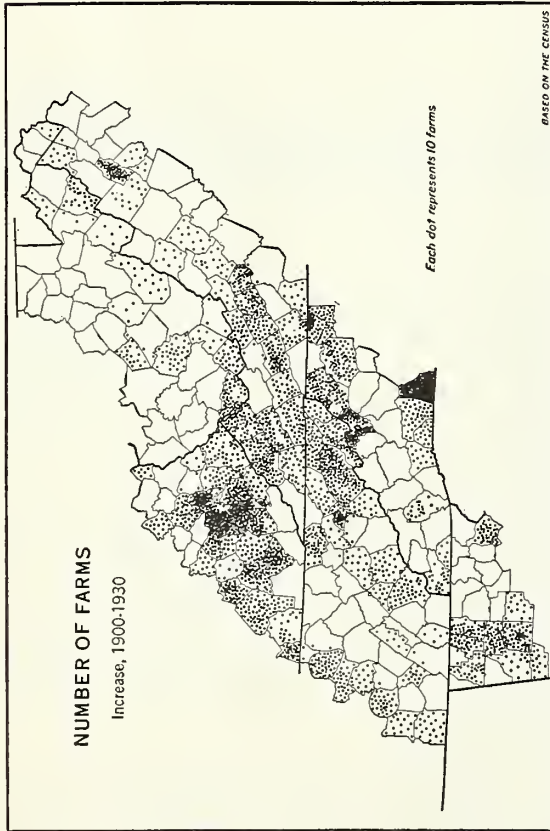 NUMBER OF FARMS
Increase, 1900-1930
Each dot represents 10 farms
BASED ON THE CENSUS